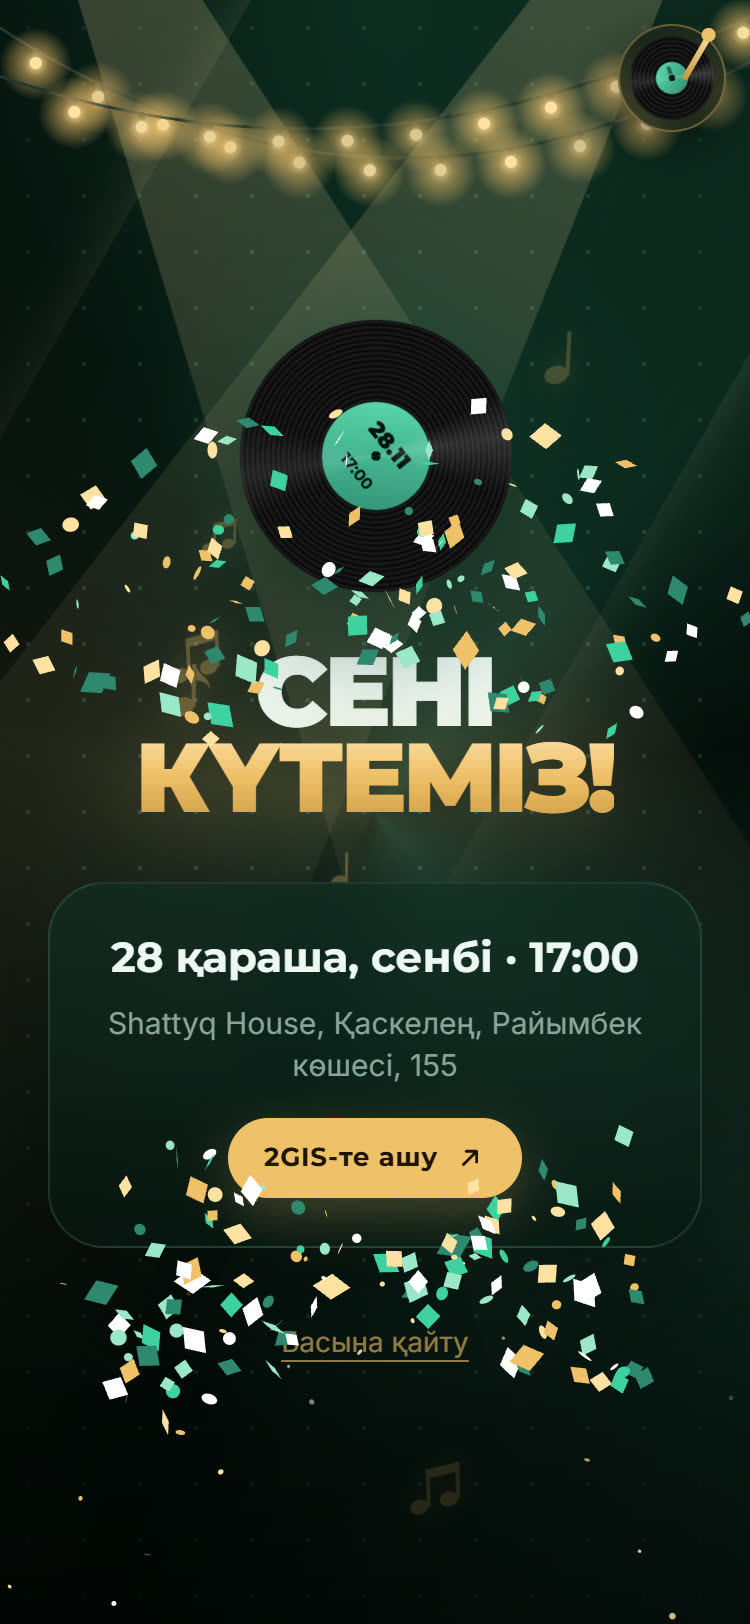 28.11
17:00
СЕНІ
КҮТЕМІЗ!
28 қараша, сенбі · 17:00
Shattyq House, Қаскелең, Райымбек
көшесі, 155
2GIS-те ашу
Басына қайту